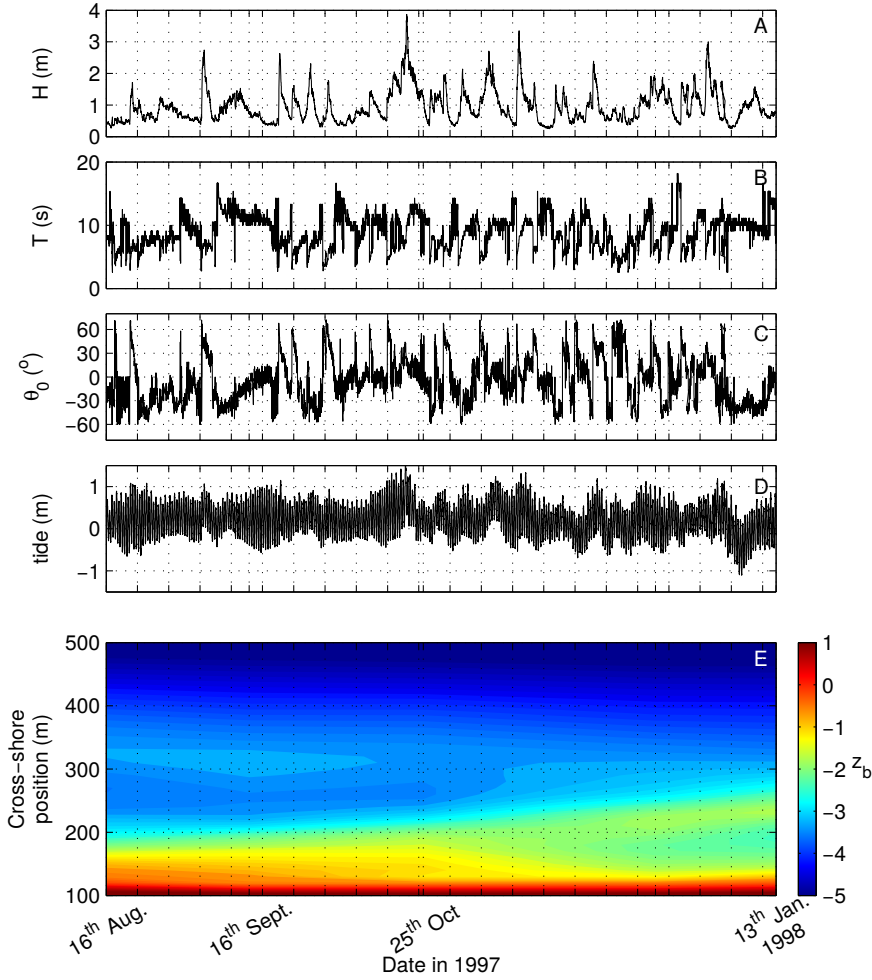 A
H (m)
4
3
2
1
0
B
T (s)
20
10
0
C
θ₀ (°)
60
30
0
−30
−60
D
tide (m)
1
0
−1
E
Cross−shore
position (m)
500
400
300
200
100
1
0
-1
-2
-3
-4
-5
z_b
16th Aug.
16th Sept.
25th Oct
13th Jan.
1998
Date in 1997